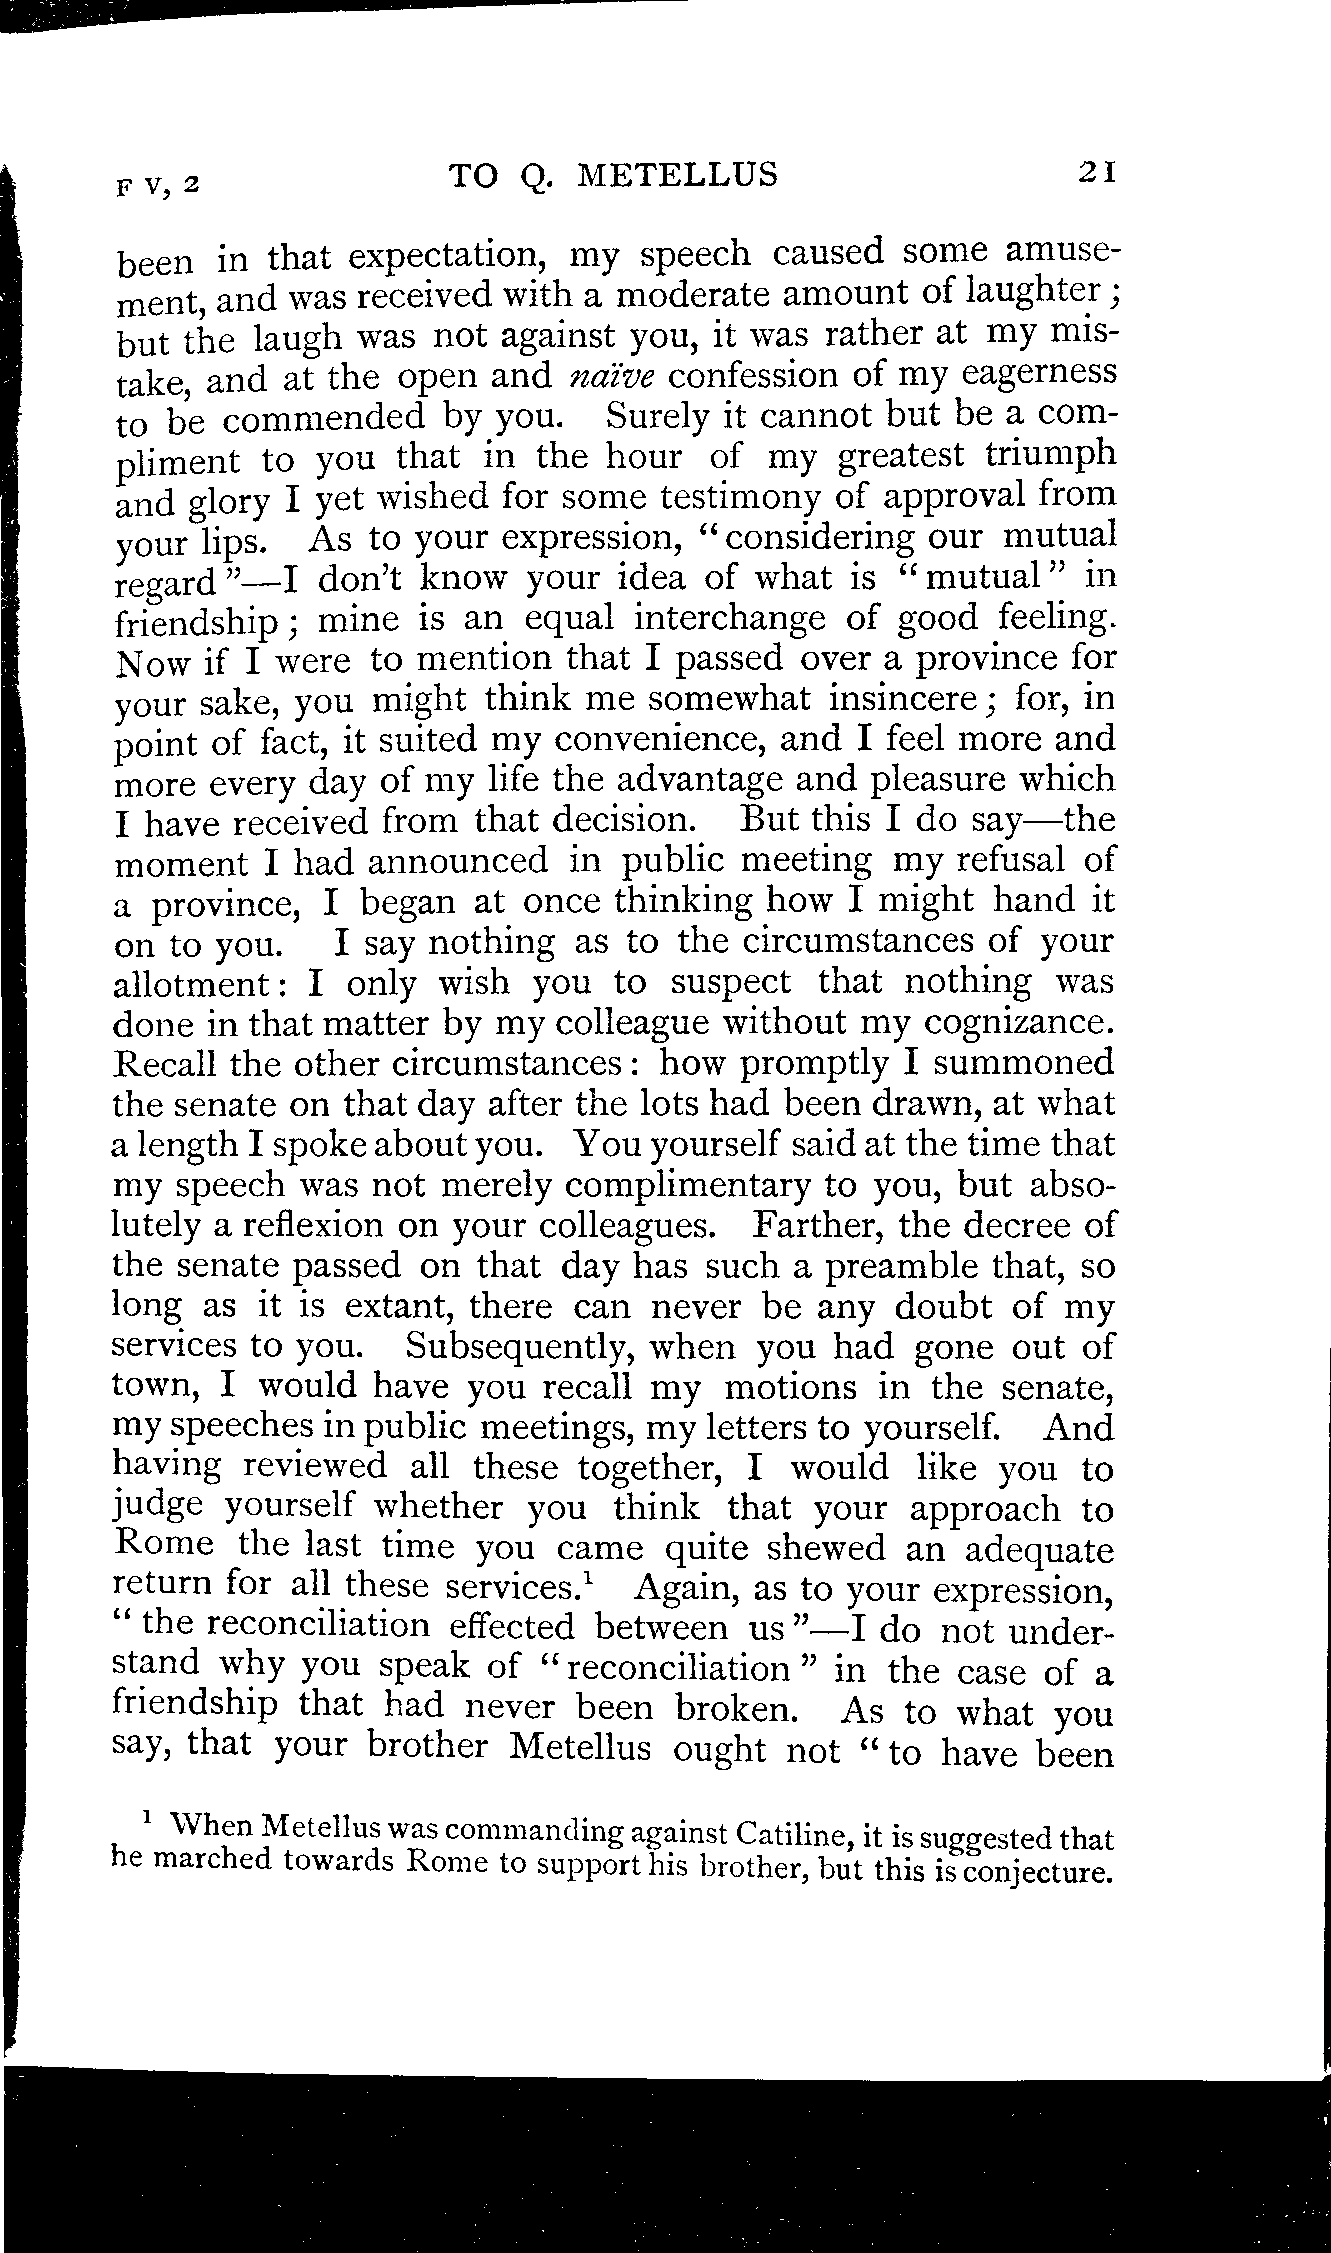 F V, 2 TO Q. METELLUS 21
been in that expectation, my speech caused some amuse-
ment, and was received with a moderate amount of laughter ;
but the laugh was not against you, it was rather at my mis-
take, and at the open and naïve confession of my eagerness
to be commended by you. Surely it cannot but be a com-
pliment to you that in the hour of my greatest triumph
and glory I yet wished for some testimony of approval from
your lips. As to your expression, "considering our mutual
regard"—I don't know your idea of what is "mutual" in
friendship ; mine is an equal interchange of good feeling.
Now if I were to mention that I passed over a province for
your sake, you might think me somewhat insincere ; for, in
point of fact, it suited my convenience, and I feel more and
more every day of my life the advantage and pleasure which
I have received from that decision. But this I do say—the
moment I had announced in public meeting my refusal of
a province, I began at once thinking how I might hand it
on to you. I say nothing as to the circumstances of your
allotment : I only wish you to suspect that nothing was
done in that matter by my colleague without my cognizance.
Recall the other circumstances : how promptly I summoned
the senate on that day after the lots had been drawn, at what
a length I spoke about you. You yourself said at the time that
my speech was not merely complimentary to you, but abso-
lutely a reflexion on your colleagues. Farther, the decree of
the senate passed on that day has such a preamble that, so
long as it is extant, there can never be any doubt of my
services to you. Subsequently, when you had gone out of
town, I would have you recall my motions in the senate,
my speeches in public meetings, my letters to yourself. And
having reviewed all these together, I would like you to
judge yourself whether you think that your approach to
Rome the last time you came quite shewed an adequate
return for all these services.¹ Again, as to your expression,
"the reconciliation effected between us"—I do not under-
stand why you speak of "reconciliation" in the case of a
friendship that had never been broken. As to what you
say, that your brother Metellus ought not "to have been
¹ When Metellus was commanding against Catiline, it is suggested that
he marched towards Rome to support his brother, but this is conjecture.